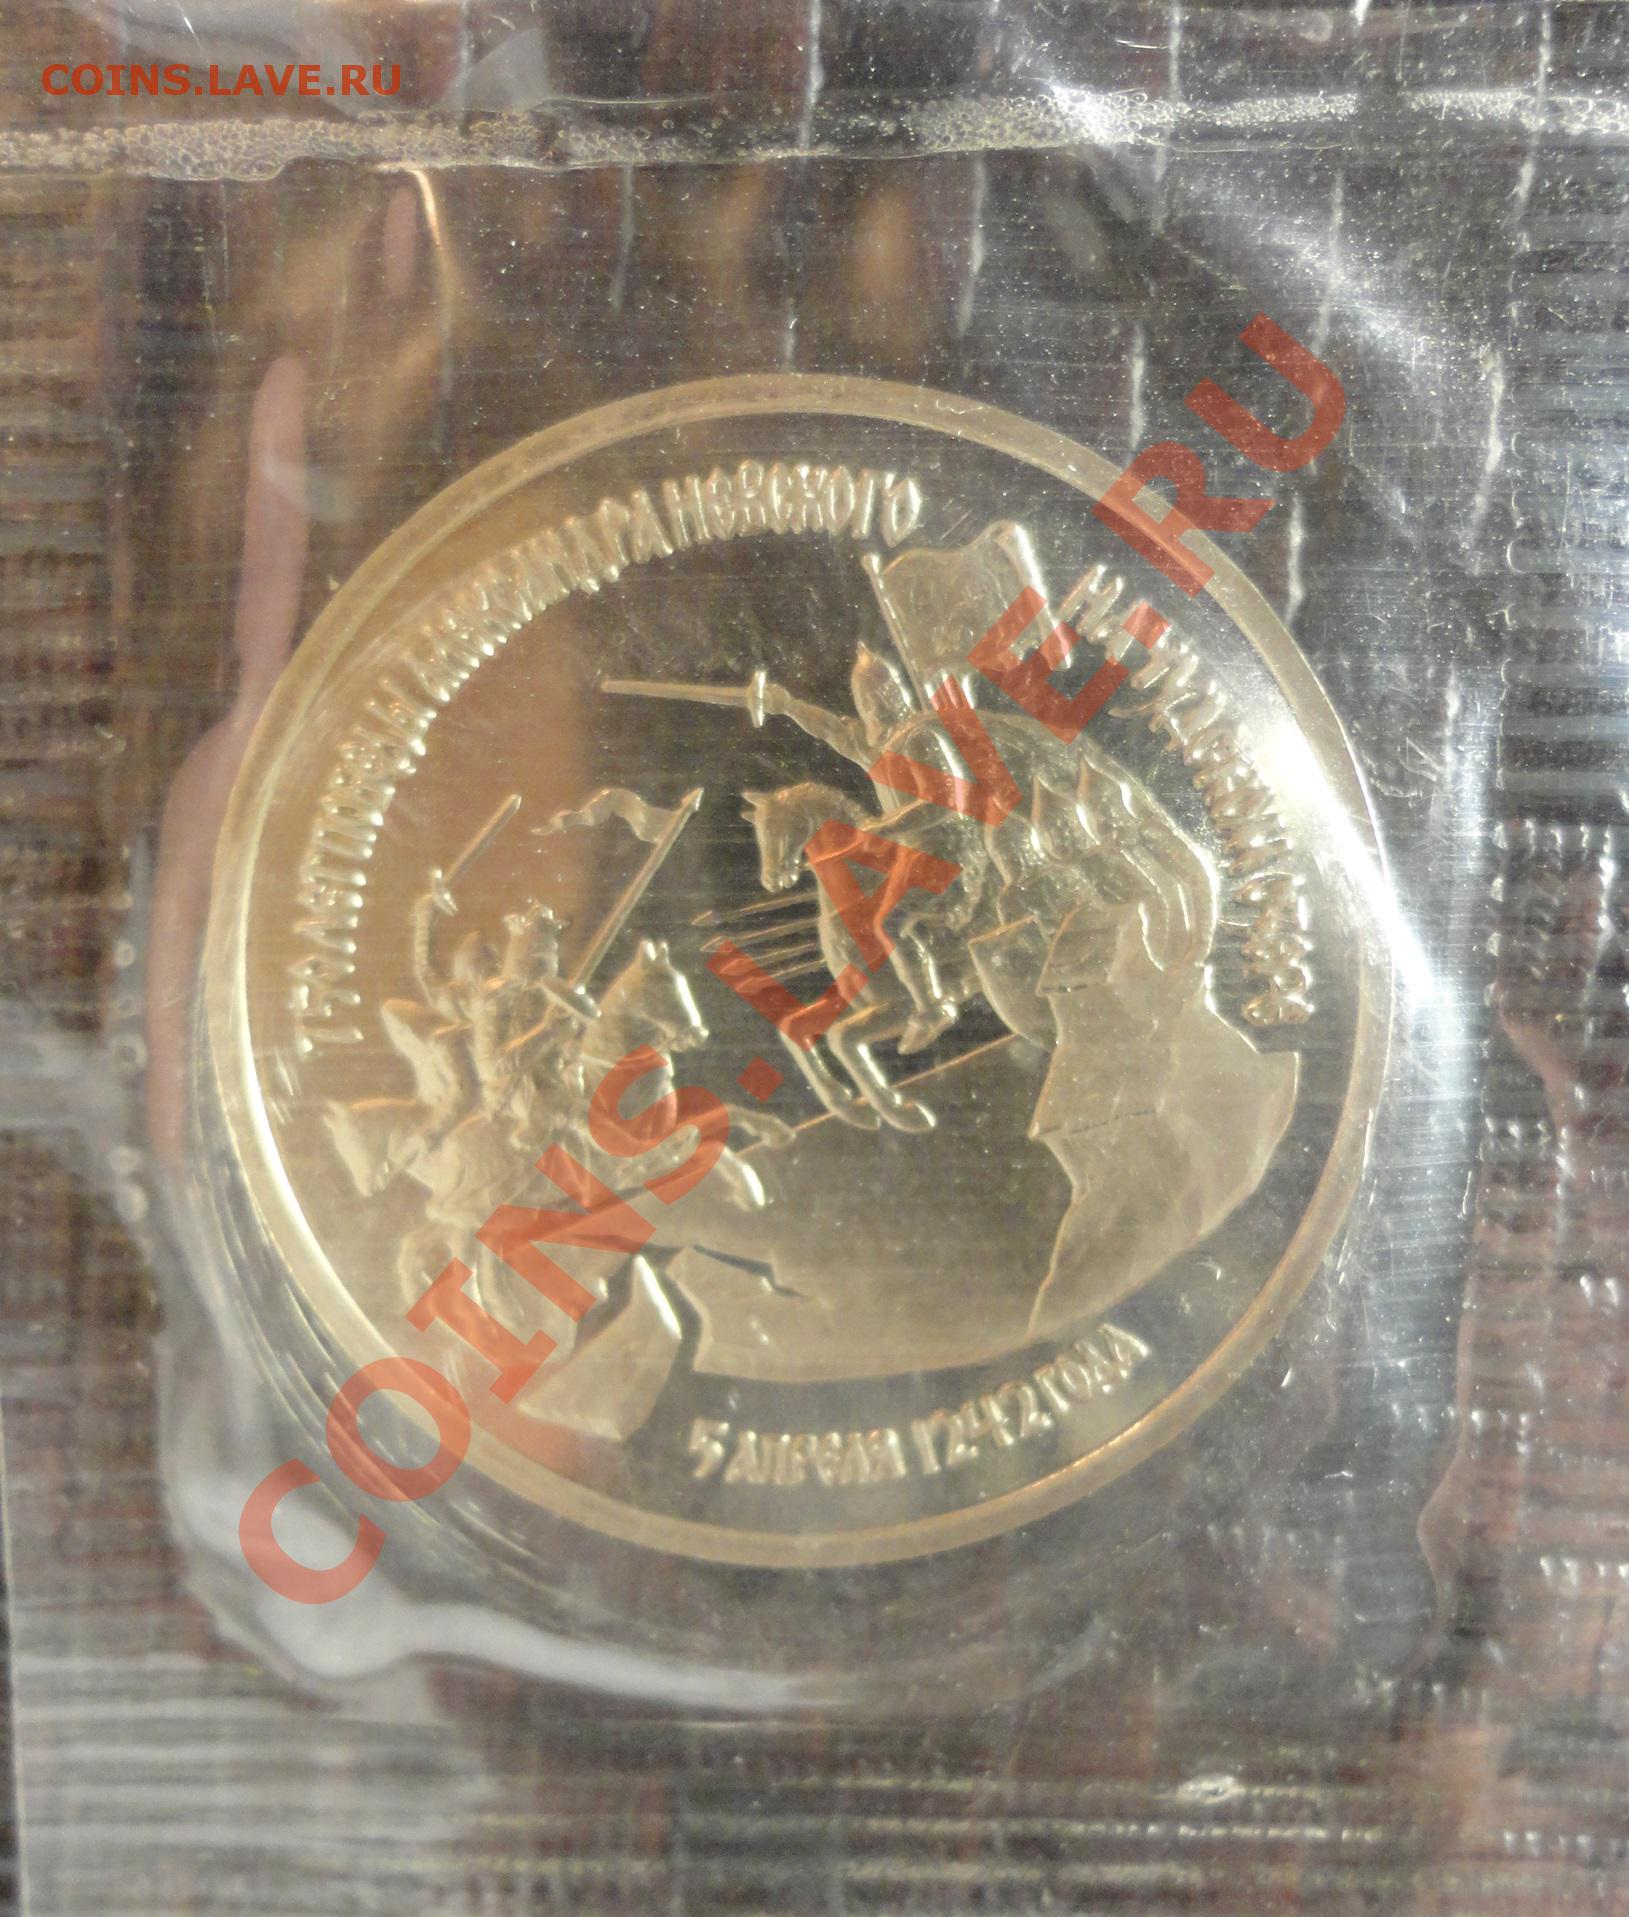 COINS.LAVE.RU
750 ЛЕТ ПОБЕДЫ АЛЕКСАНДРА НЕВСКОГО
НА ЧУДСКОМ ОЗЕРЕ
5 АПРЕЛЯ 1242 ГОДА
COINS.LAVE.RU